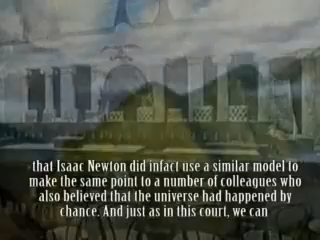 that Isaac Newton did infact use a similar model to
make the same point to a number of colleagues who
also believed that the universe had happened by
chance. And just as in this court, we can